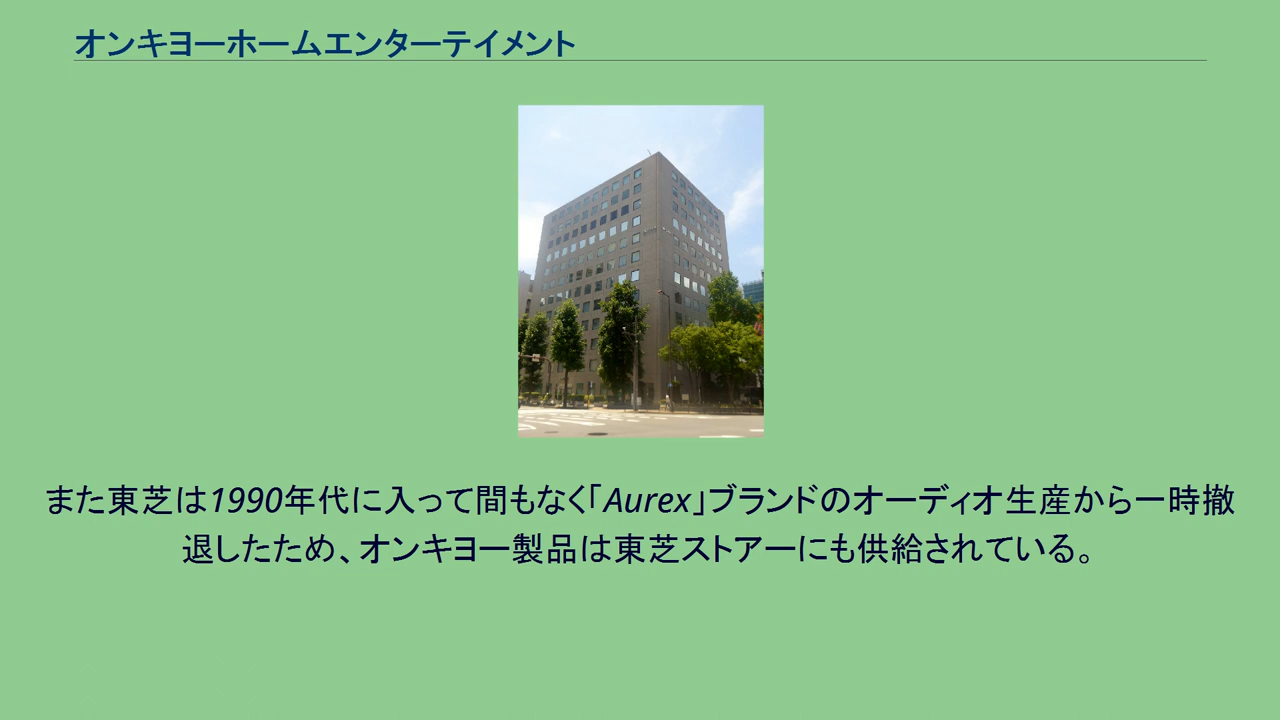 オンキヨーホームエンターテイメント
また東芝は1990年代に入って間もなく「Aurex」ブランドのオーディオ生産から一時撤
退したため、オンキヨー製品は東芝ストアーにも供給されている。